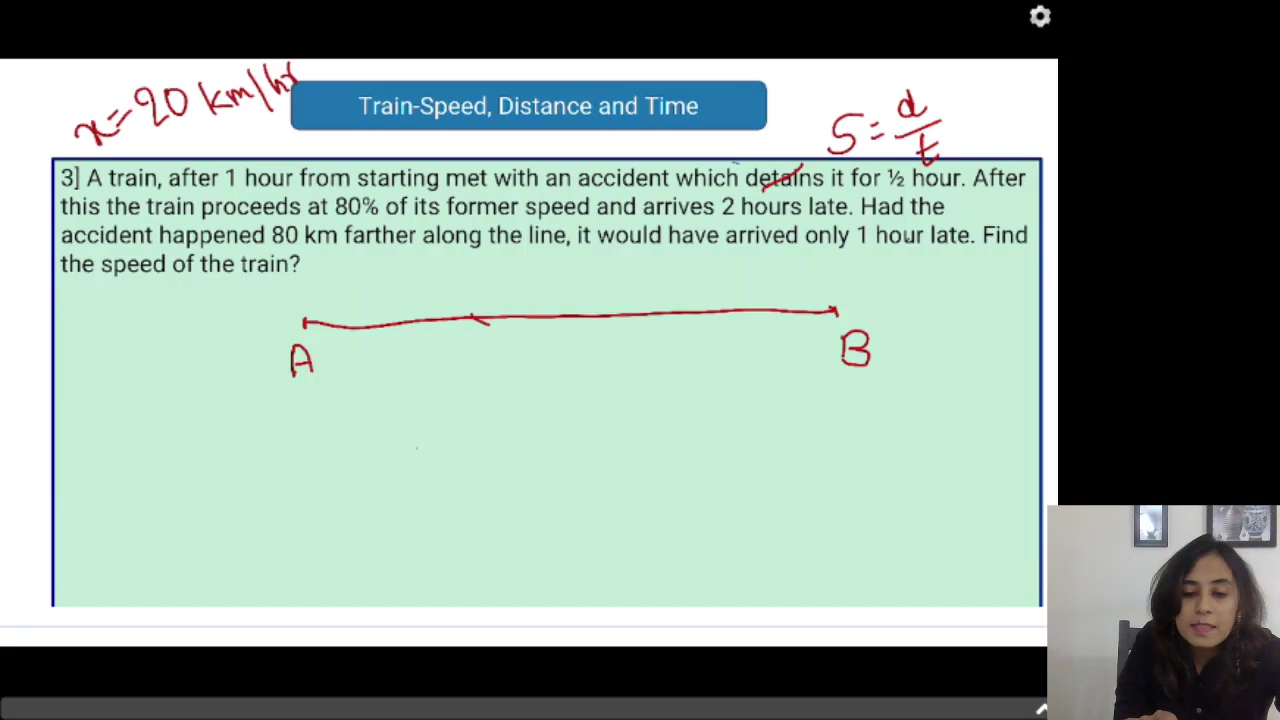 x = 20 km/hr
Train-Speed, Distance and Time
S = d/t
3] A train, after 1 hour from starting met with an accident which detains it for ½ hour. After
this the train proceeds at 80% of its former speed and arrives 2 hours late. Had the
accident happened 80 km farther along the line, it would have arrived only 1 hour late. Find
the speed of the train?
A
B